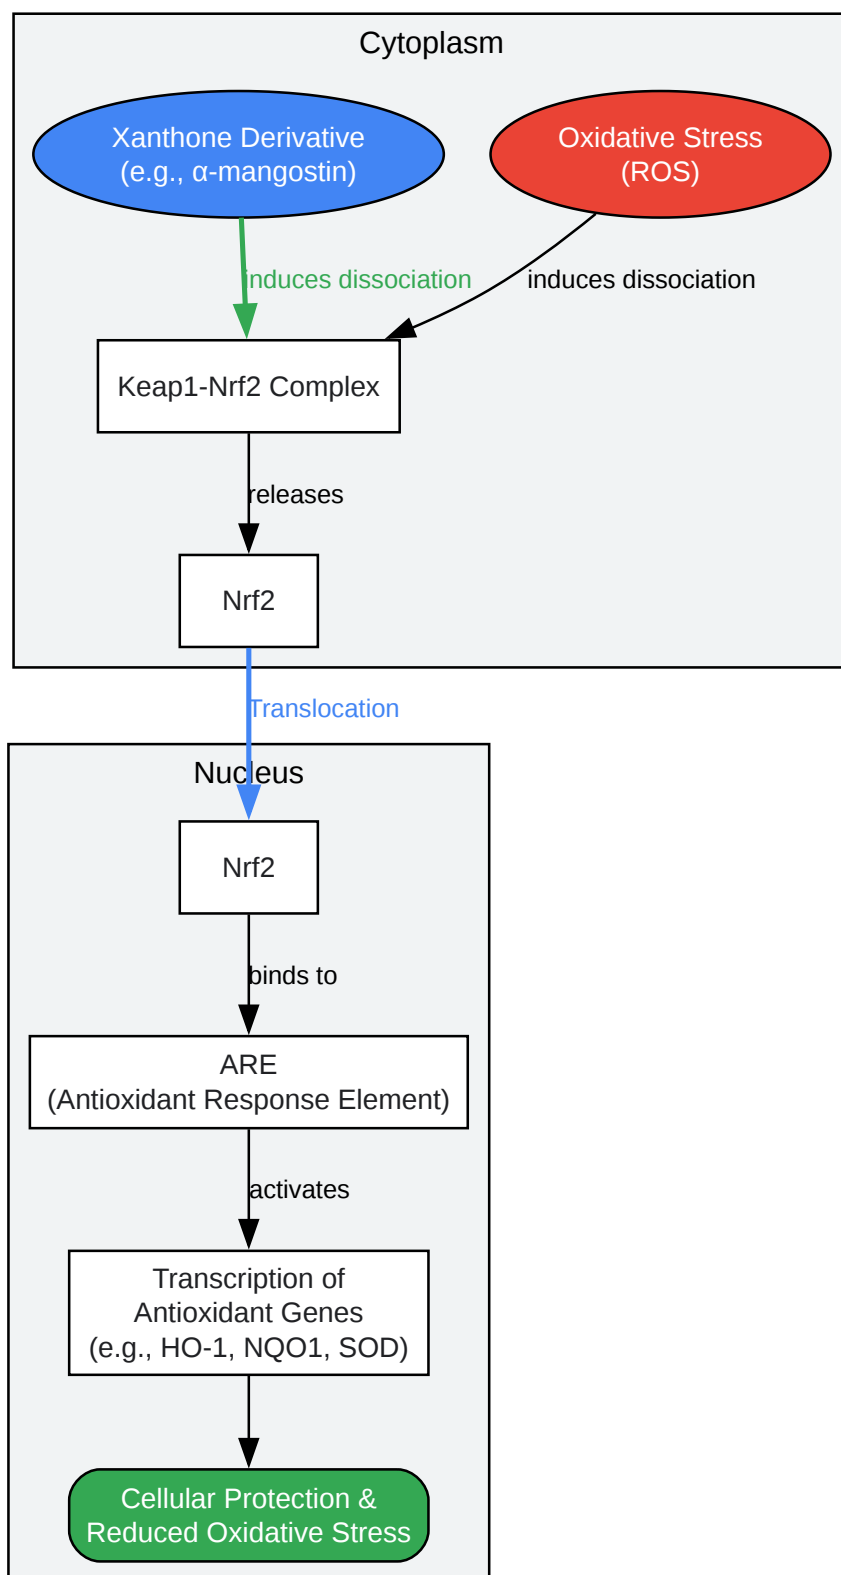 Cytoplasm
Xanthone Derivative
(e.g., α-mangostin)
Oxidative Stress
(ROS)
induces dissociation
induces dissociation
Keap1-Nrf2 Complex
releases
Nrf2
Translocation
Nucleus
Nrf2
binds to
ARE
(Antioxidant Response Element)
activates
Transcription of
Antioxidant Genes
(e.g., HO-1, NQO1, SOD)
Cellular Protection &
Reduced Oxidative Stress